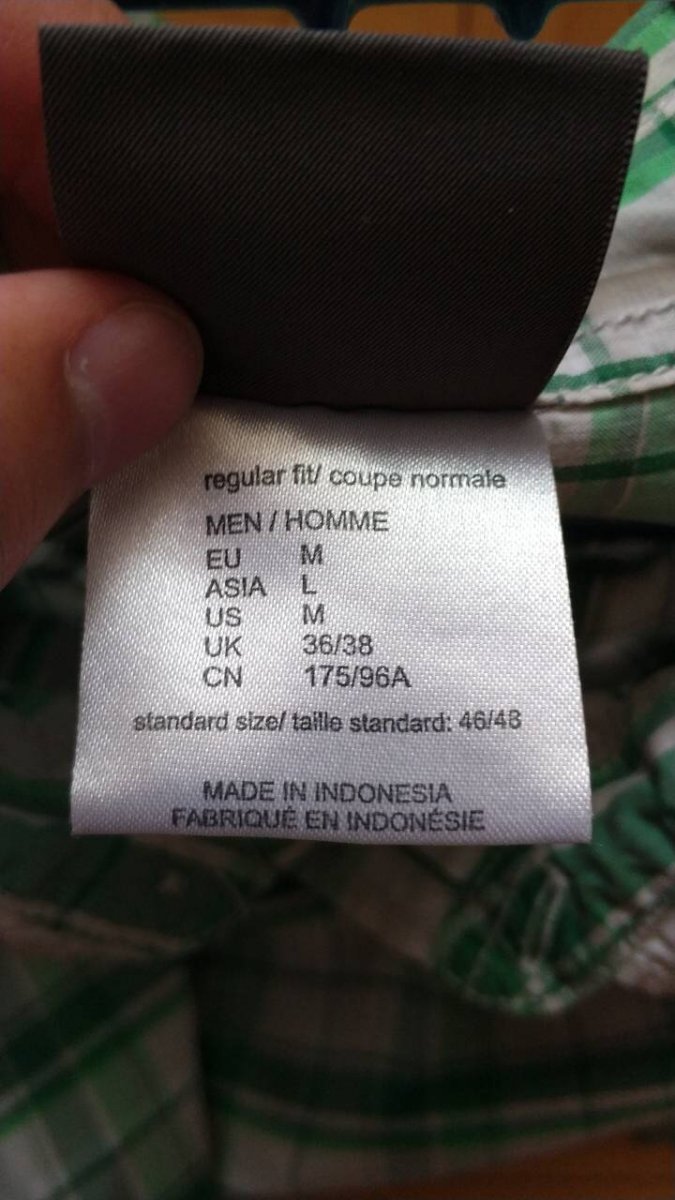 regular fit/ coupe normale
MEN / HOMME
EU M
ASIA L
US M
UK 36/38
CN 175/96A
standard size/ taille standard: 46/48
MADE IN INDONESIA
FABRIQUÉ EN INDONÉSIE